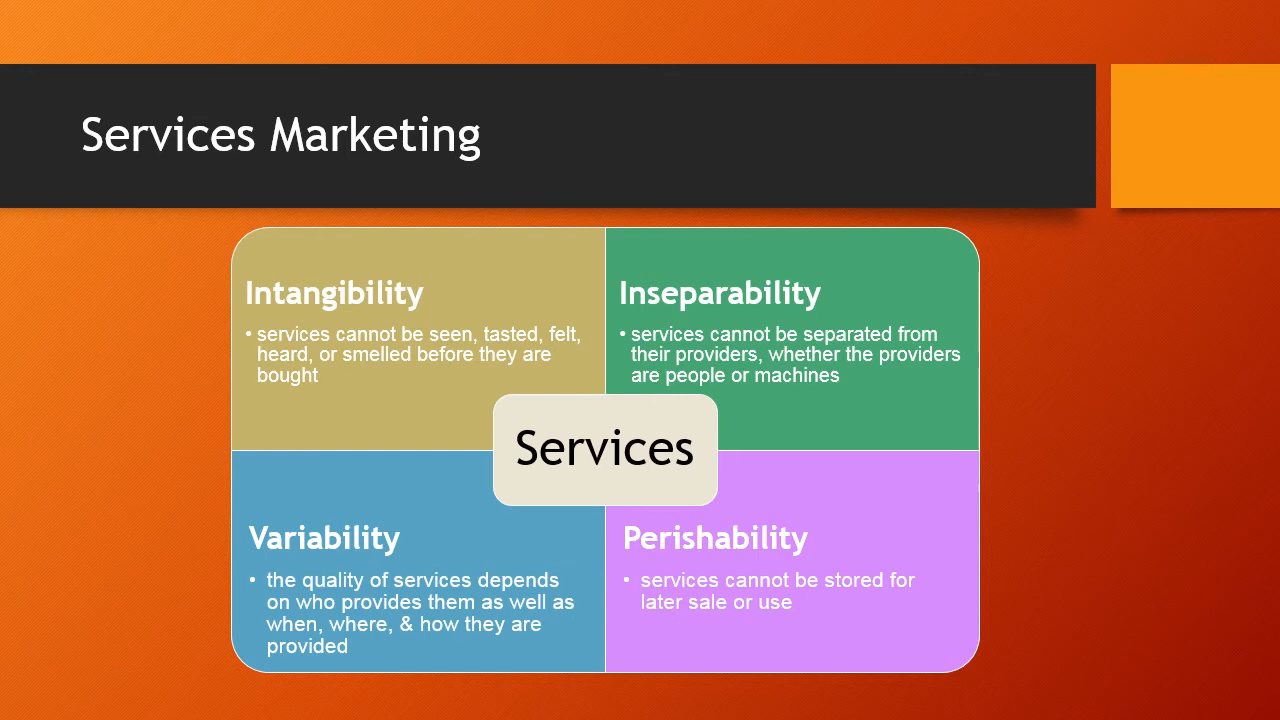 Services Marketing
Intangibility
• services cannot be seen, tasted, felt,
heard, or smelled before they are
bought
Inseparability
• services cannot be separated from
their providers, whether the providers
are people or machines
Services
Variability
• the quality of services depends
on who provides them as well as
when, where, & how they are
provided
Perishability
• services cannot be stored for
later sale or use